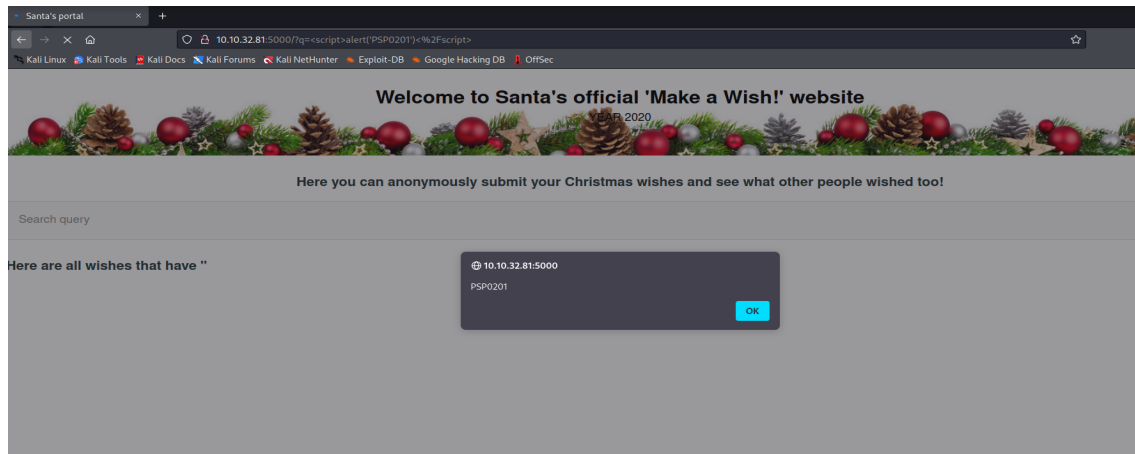 Santa's portal
10.10.32.81:5000/?q=<script>alert('PSP0201')<%2Fscript>
Kali Linux Kali Tools Kali Docs Kali Forums Kali NetHunter Exploit-DB Google Hacking DB OffSec
Welcome to Santa's official 'Make a Wish!' website
YEAR 2020
Here you can anonymously submit your Christmas wishes and see what other people wished too!
Search query
Here are all wishes that have "
10.10.32.81:5000
PSP0201
OK